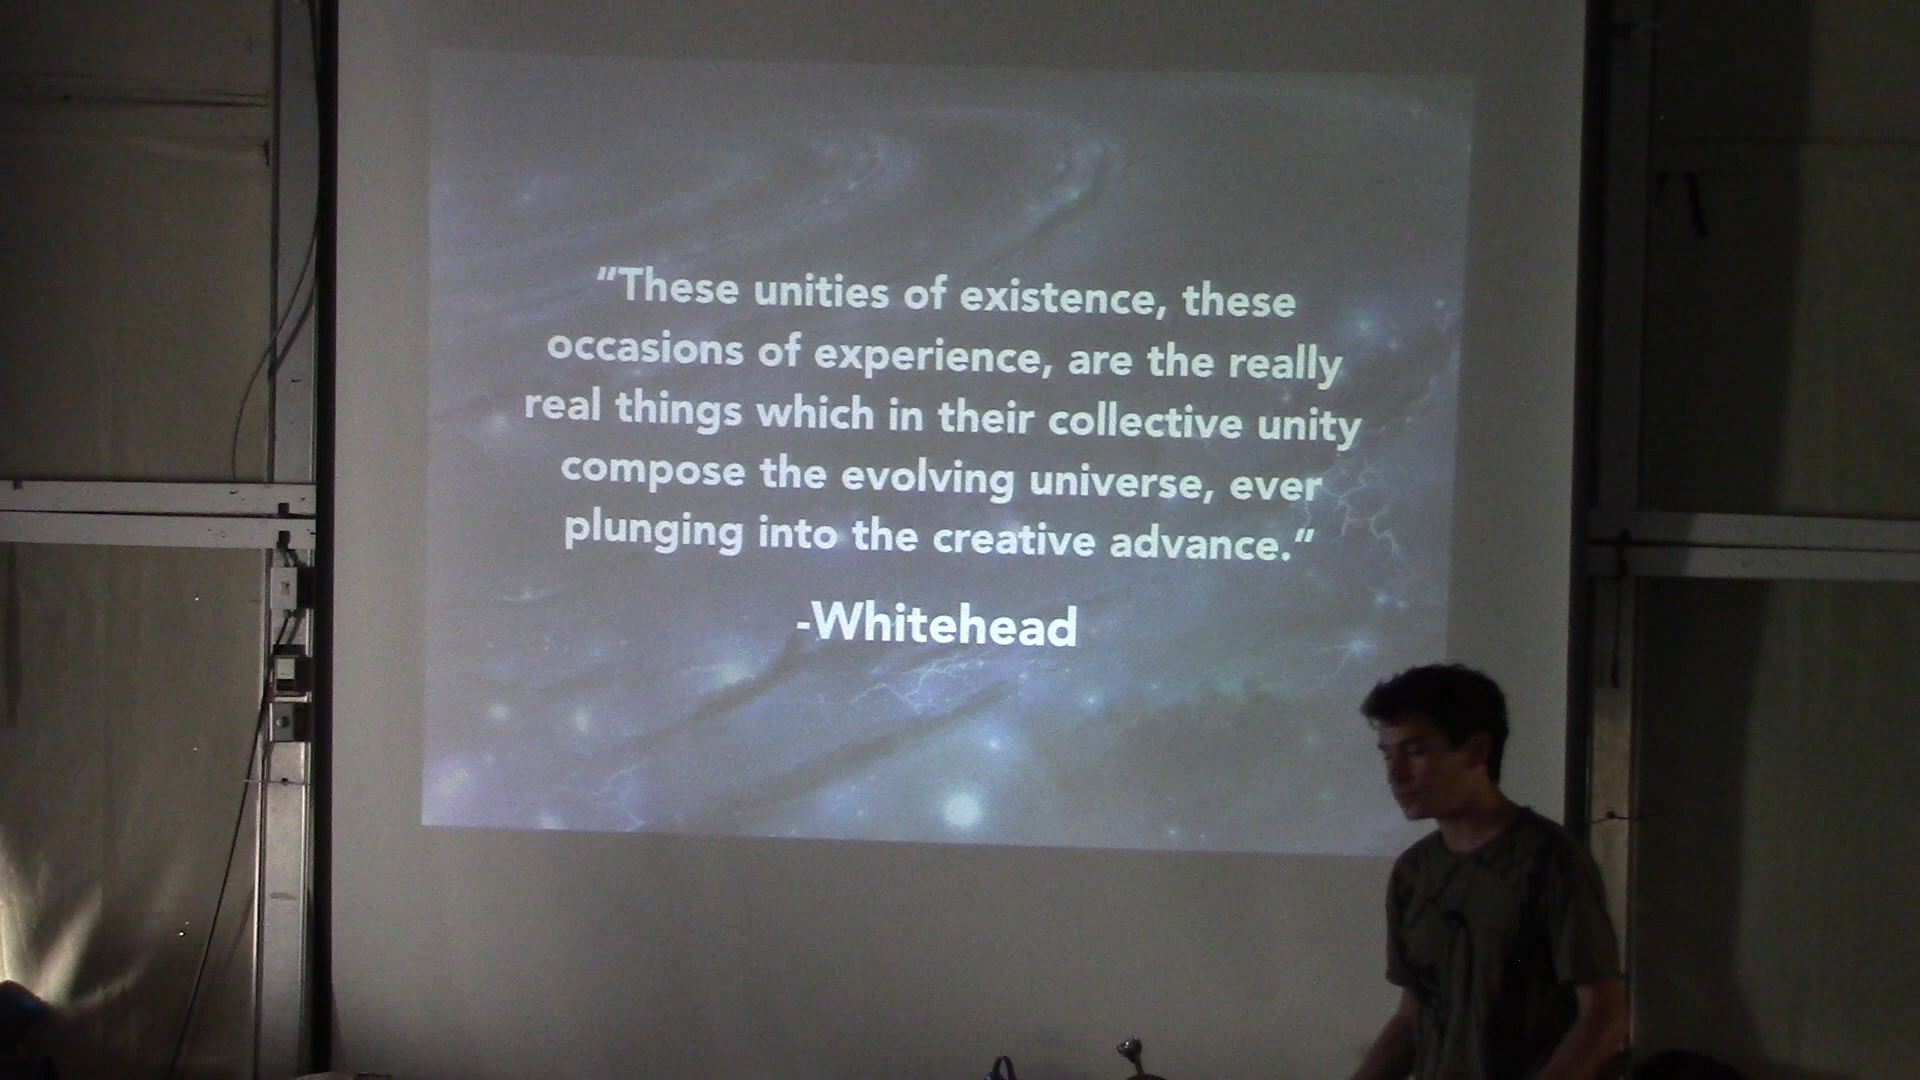 “These unities of existence, these
occasions of experience, are the really
real things which in their collective unity
compose the evolving universe, ever
plunging into the creative advance.”
-Whitehead